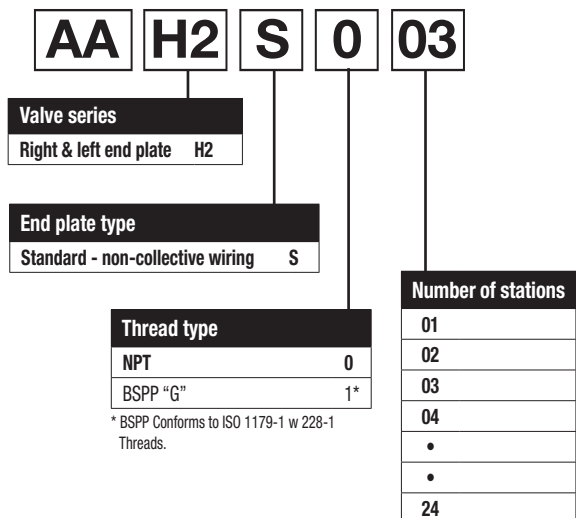 AA H2 S 0 03
Valve series
Right & left end plate H2
End plate type
Standard - non-collective wiring S
Thread type
NPT 0
BSPP “G” 1*
* BSPP Conforms to ISO 1179-1 w 228-1
Threads.
Number of stations
01
02
03
04
•
•
24